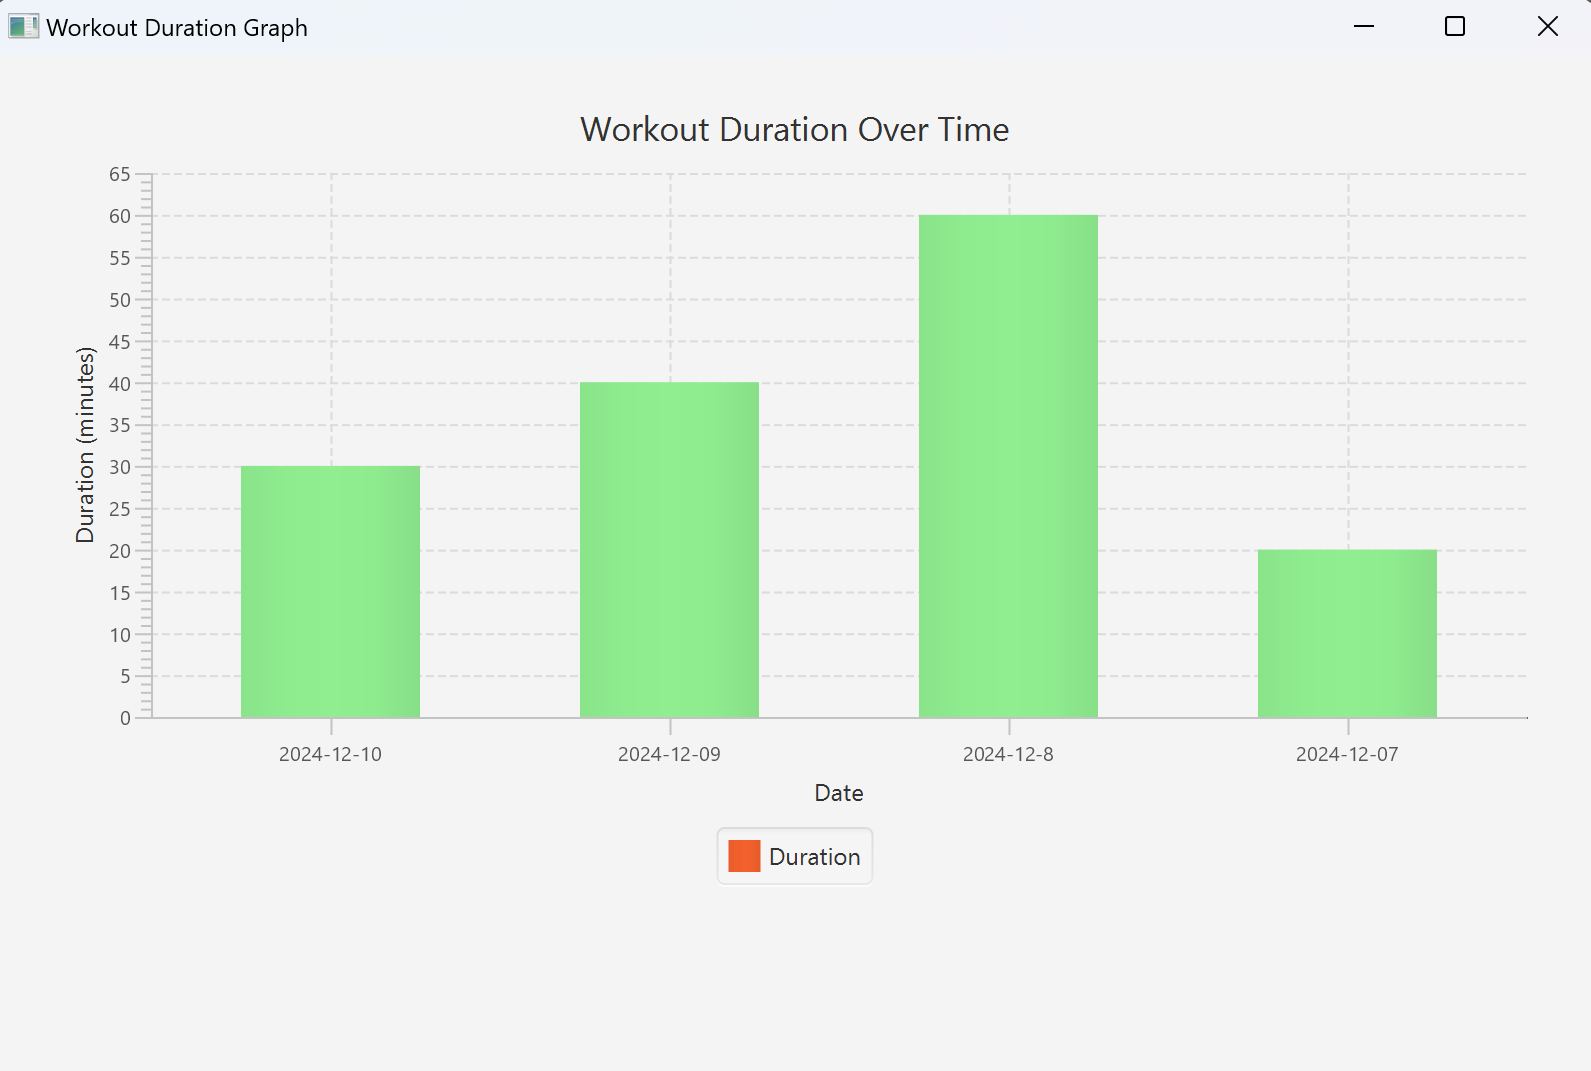 Workout Duration Graph
Workout Duration Over Time
65
60
55
50
45
40
35
30
25
20
15
10
5
0
Duration (minutes)
2024-12-10 2024-12-09 2024-12-8 2024-12-07
Date
Duration